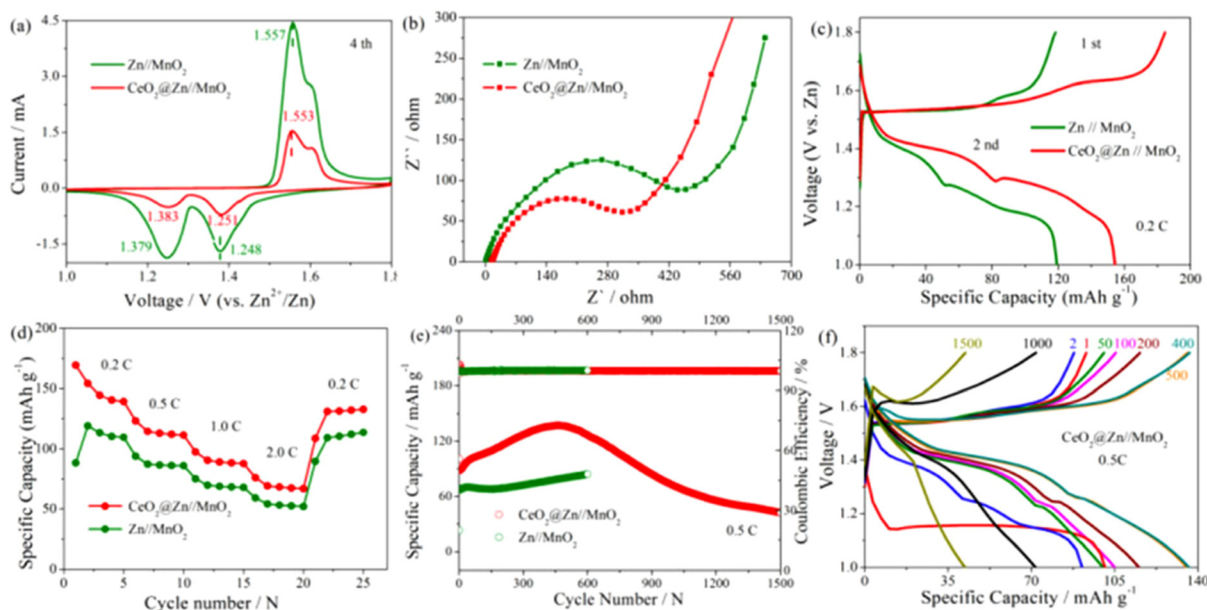 (a)
4.5
3.0
1.5
0.0
-1.5
Current / mA
1.557
4 th
Zn//MnO₂
CeO₂@Zn//MnO₂
1.553
1.383
1.251
1.379
1.248
1.0
1.2
1.4
1.6
1.8
Voltage / V (vs. Zn²⁺/Zn)
(b)
300
250
200
150
100
50
0
Z`` / ohm
Zn//MnO₂
CeO₂@Zn//MnO₂
0
140
280
420
560
700
Z` / ohm
(c)
1.8
1.6
1.4
1.2
1.0
Voltage (V vs. Zn)
1 st
Zn // MnO₂
CeO₂@Zn // MnO₂
2 nd
0.2 C
0
40
80
120
160
200
Specific Capacity (mAh g⁻¹)
(d)
200
150
100
50
0
Specific Capacity (mAh g⁻¹)
0.2 C
0.2 C
0.5 C
1.0 C
2.0 C
CeO₂@Zn//MnO₂
Zn//MnO₂
0
5
10
15
20
25
Cycle number / N
(e)
0
300
600
900
1200
1500
240
200
160
120
80
40
0
Specific Capacity / mAh g⁻¹
120
90
60
30
0
Coulombic Efficiency / %
CeO₂@Zn//MnO₂
Zn//MnO₂
0.5 C
0
300
600
900
1200
1500
Cycle Number / N
(f)
1.8
1.6
1.4
1.2
1.0
Voltage / V
1500
1000
2
1
50
100
200
400
500
CeO₂@Zn//MnO₂
0.5C
0
35
70
105
140
Specific Capacity / mAh g⁻¹